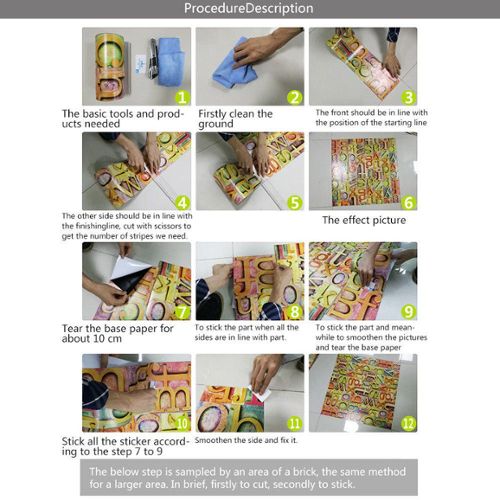 ProcedureDescription
1
2
3
The basic tools and prod-
ucts needed
Firstly clean the
ground
The front should be in line with
the position of the starting line
4
5
6
The other side should be in line with
the finishingline, cut with scissors to
get the number of stripes we need.
The effect picture
7
8
9
Tear the base paper for
about 10 cm
To stick the part when all the
sides are in line with part.
To stick the part and mean-
while to smoothen the pictures
and tear the base paper
10
11
12
Stick all the sticker accord-
ing to the step 7 to 9
Smoothen the side and fix it.
The below step is sampled by an area of a brick, the same method
for a larger area. In brief, firstly to cut, secondly to stick.